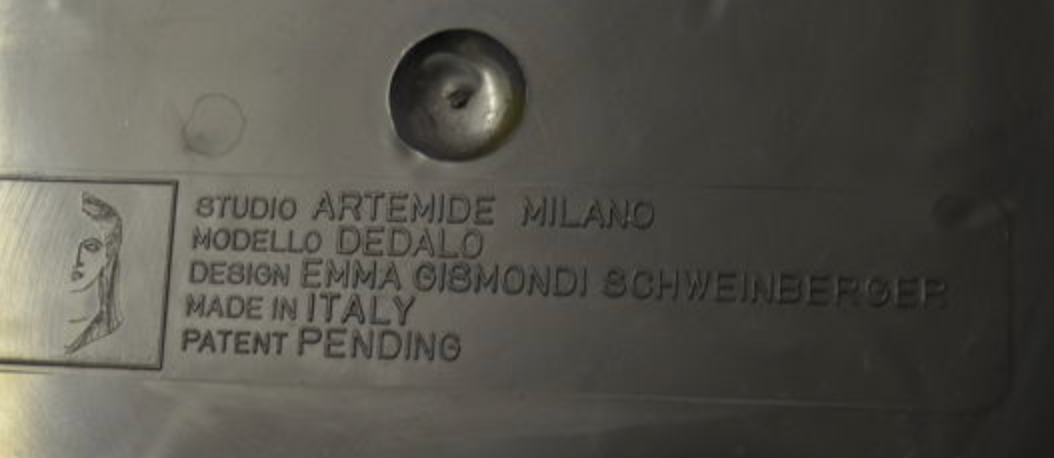 STUDIO ARTEMIDE MILANO
MODELLO DEDALO
DESIGN EMMA GISMONDI SCHWEINBERGER
MADE IN ITALY
PATENT PENDING